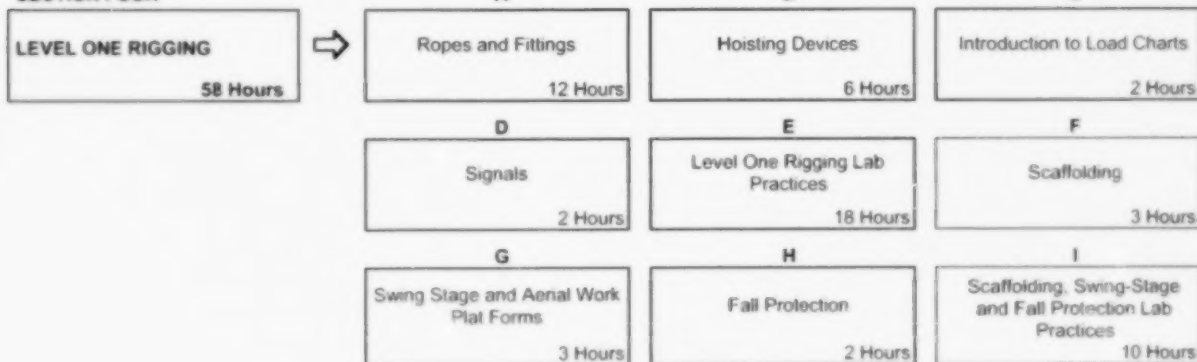 LEVEL ONE RIGGING
58 Hours
Ropes and Fittings
12 Hours
Hoisting Devices
6 Hours
Introduction to Load Charts
2 Hours
D
Signals
2 Hours
E
Level One Rigging Lab
Practices
18 Hours
F
Scaffolding
3 Hours
G
Swing Stage and Aerial Work
Plat Forms
3 Hours
H
Fall Protection
2 Hours
I
Scaffolding, Swing-Stage
and Fall Protection Lab
Practices
10 Hours